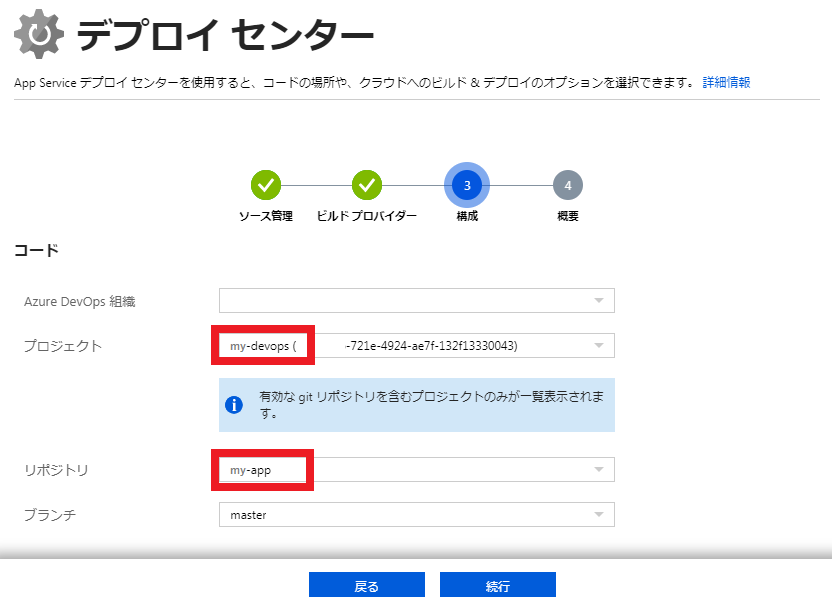 デプロイ センター
App Service デプロイ センターを使用すると、コードの場所や、クラウドへのビルド & デプロイのオプションを選択できます。 詳細情報
3
4
ソース管理
ビルド プロバイダー
構成
概要
コード
Azure DevOps 組織
プロジェクト
my-devops (
-721e-4924-ae7f-132f13330043)
有効な git リポジトリを含むプロジェクトのみが一覧表示されま
す。
リポジトリ
my-app
ブランチ
master
戻る
続行